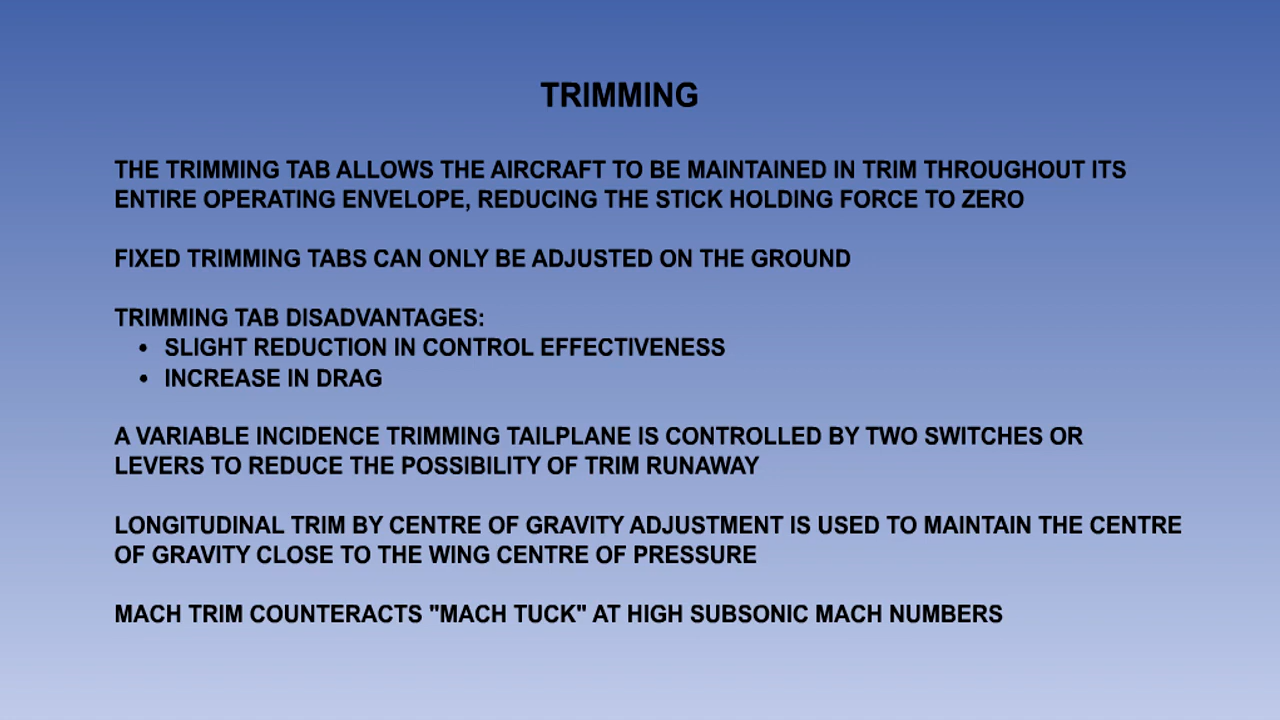 TRIMMING
THE TRIMMING TAB ALLOWS THE AIRCRAFT TO BE MAINTAINED IN TRIM THROUGHOUT ITS
ENTIRE OPERATING ENVELOPE, REDUCING THE STICK HOLDING FORCE TO ZERO
FIXED TRIMMING TABS CAN ONLY BE ADJUSTED ON THE GROUND
TRIMMING TAB DISADVANTAGES:
• SLIGHT REDUCTION IN CONTROL EFFECTIVENESS
• INCREASE IN DRAG
A VARIABLE INCIDENCE TRIMMING TAILPLANE IS CONTROLLED BY TWO SWITCHES OR
LEVERS TO REDUCE THE POSSIBILITY OF TRIM RUNAWAY
LONGITUDINAL TRIM BY CENTRE OF GRAVITY ADJUSTMENT IS USED TO MAINTAIN THE CENTRE
OF GRAVITY CLOSE TO THE WING CENTRE OF PRESSURE
MACH TRIM COUNTERACTS "MACH TUCK" AT HIGH SUBSONIC MACH NUMBERS